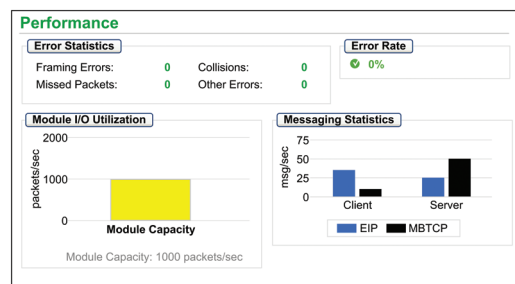 Performance
Error Statistics
Framing Errors: 0 Collisions: 0
Missed Packets: 0 Other Errors: 0
Error Rate
0%
Module I/O Utilization
packets/sec
2000
1000
0
Module Capacity
Module Capacity: 1000 packets/sec
Messaging Statistics
msg/sec
75
50
25
0
Client Server
EIP MBTCP